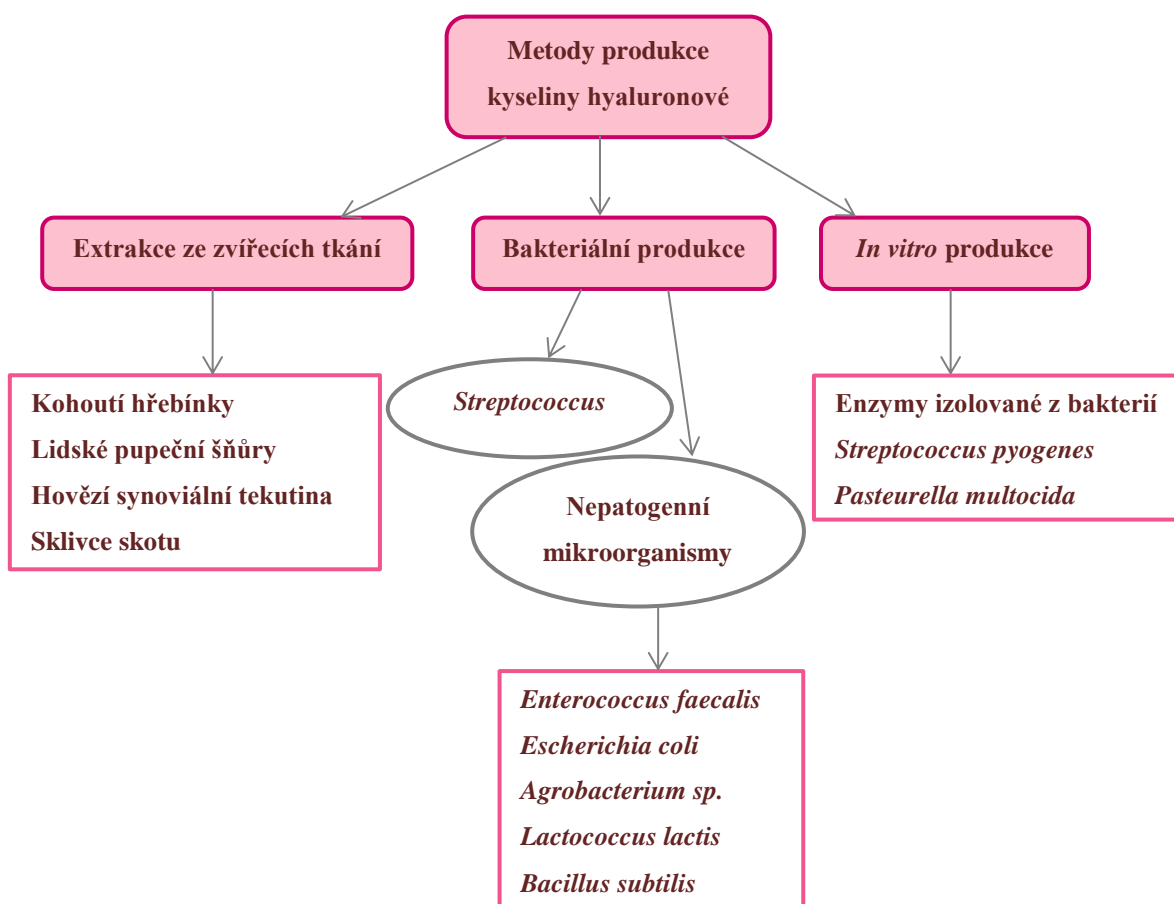 Metody produkce
kyseliny hyaluronové
Extrakce ze zvířecích tkání
Bakteriální produkce
In vitro produkce
Kohoutí hřebínky
Lidské pupeční šňůry
Hovězí synoviální tekutina
Sklivce skotu
Streptococcus
Nepatogenní
mikroorganismy
Enzymy izolované z bakterií
Streptococcus pyogenes
Pasteurella multocida
Enterococcus faecalis
Escherichia coli
Agrobacterium sp.
Lactococcus lactis
Bacillus subtilis